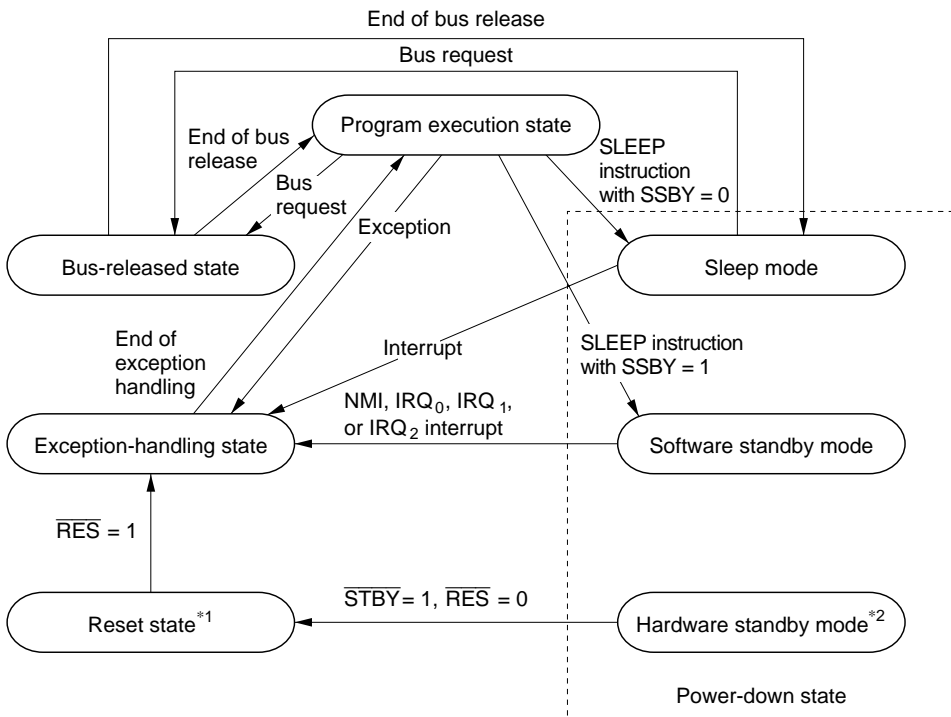 End of bus release
Bus request
Program execution state
End of bus
release
Bus
request
SLEEP
instruction
with SSBY = 0
Exception
Bus-released state
Sleep mode
End of
exception
handling
Interrupt
SLEEP instruction
with SSBY = 1
NMI, IRQ₀, IRQ₁,
or IRQ₂ interrupt
Exception-handling state
Software standby mode
R̅E̅S̅ = 1
S̅T̅B̅Y̅ = 1, R̅E̅S̅ = 0
Reset state*1
Hardware standby mode*2
Power-down state